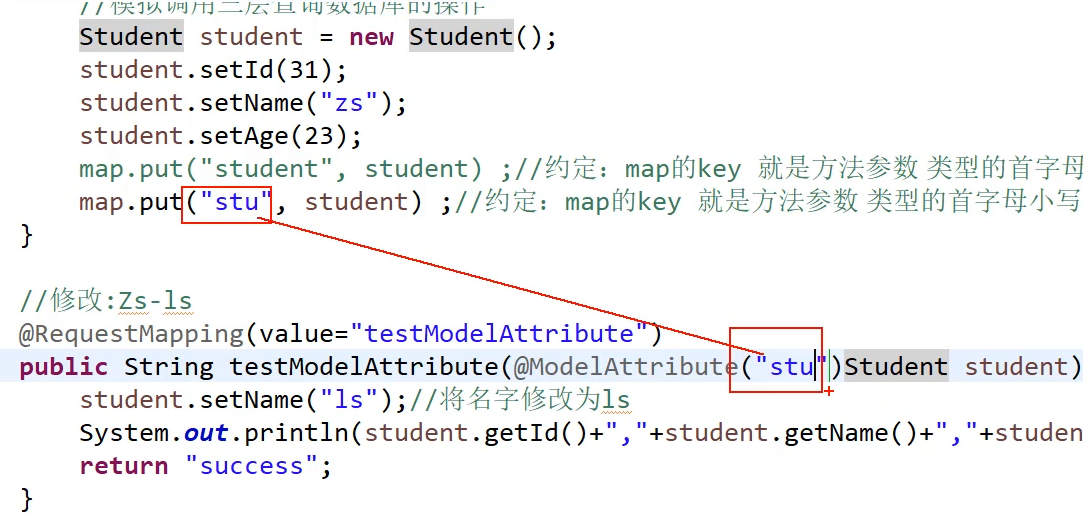 //模拟调用三层查询数据库的操作
Student student = new Student();
student.setId(31);
student.setName("zs");
student.setAge(23);
map.put("student", student) ;//约定：map的key 就是方法参数 类型的首字母
map.put("stu", student) ;//约定：map的key 就是方法参数 类型的首字母小写
}
//修改:Zs-ls
@RequestMapping(value="testModelAttribute")
public String testModelAttribute(@ModelAttribute("stu")Student student)
student.setName("ls");//将名字修改为ls
System.out.println(student.getId()+","+student.getName()+","+studen
return "success";
}